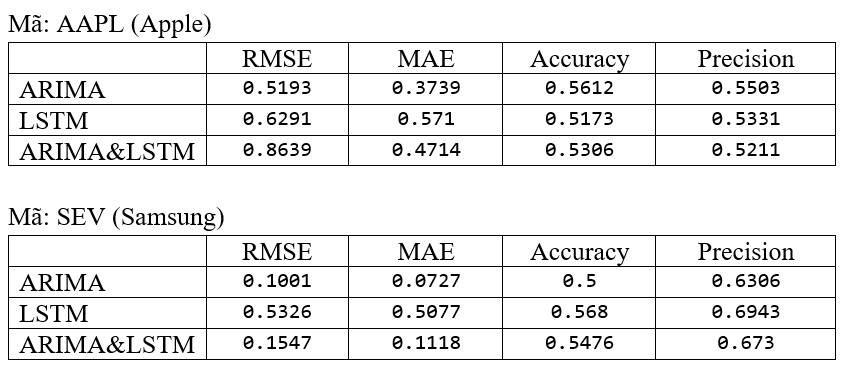 Mã: AAPL (Apple)
RMSE MAE Accuracy Precision
ARIMA 0.5193 0.3739 0.5612 0.5503
LSTM 0.6291 0.571 0.5173 0.5331
ARIMA&LSTM 0.8639 0.4714 0.5306 0.5211
Mã: SEV (Samsung)
RMSE MAE Accuracy Precision
ARIMA 0.1001 0.0727 0.5 0.6306
LSTM 0.5326 0.5077 0.568 0.6943
ARIMA&LSTM 0.1547 0.1118 0.5476 0.673